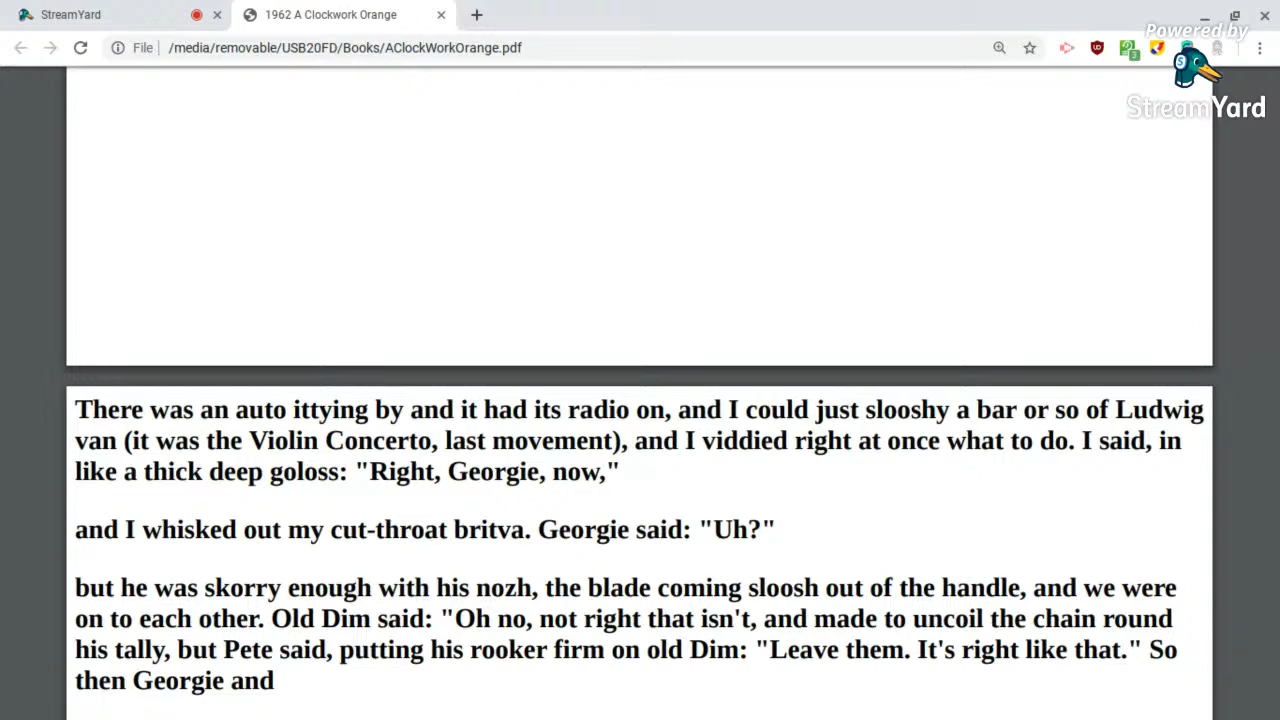 StreamYard
1962 A Clockwork Orange
File
/media/removable/USB20FD/Books/AClockWorkOrange.pdf
Powered by
StreamYard
There was an auto ittying by and it had its radio on, and I could just slooshy a bar or so of Ludwig
van (it was the Violin Concerto, last movement), and I viddied right at once what to do. I said, in
like a thick deep goloss: "Right, Georgie, now,"
and I whisked out my cut-throat britva. Georgie said: "Uh?"
but he was skorry enough with his nozh, the blade coming sloosh out of the handle, and we were
on to each other. Old Dim said: "Oh no, not right that isn't, and made to uncoil the chain round
his tally, but Pete said, putting his rooker firm on old Dim: "Leave them. It's right like that." So
then Georgie and